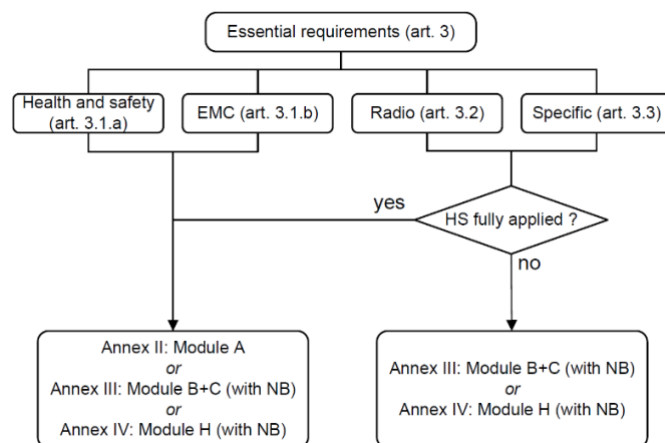 Essential requirements (art. 3)
Health and safety
(art. 3.1.a)
EMC (art. 3.1.b)
Radio (art. 3.2)
Specific (art. 3.3)
yes
HS fully applied ?
no
Annex II: Module A
or
Annex III: Module B+C (with NB)
or
Annex IV: Module H (with NB)
Annex III: Module B+C (with NB)
or
Annex IV: Module H (with NB)